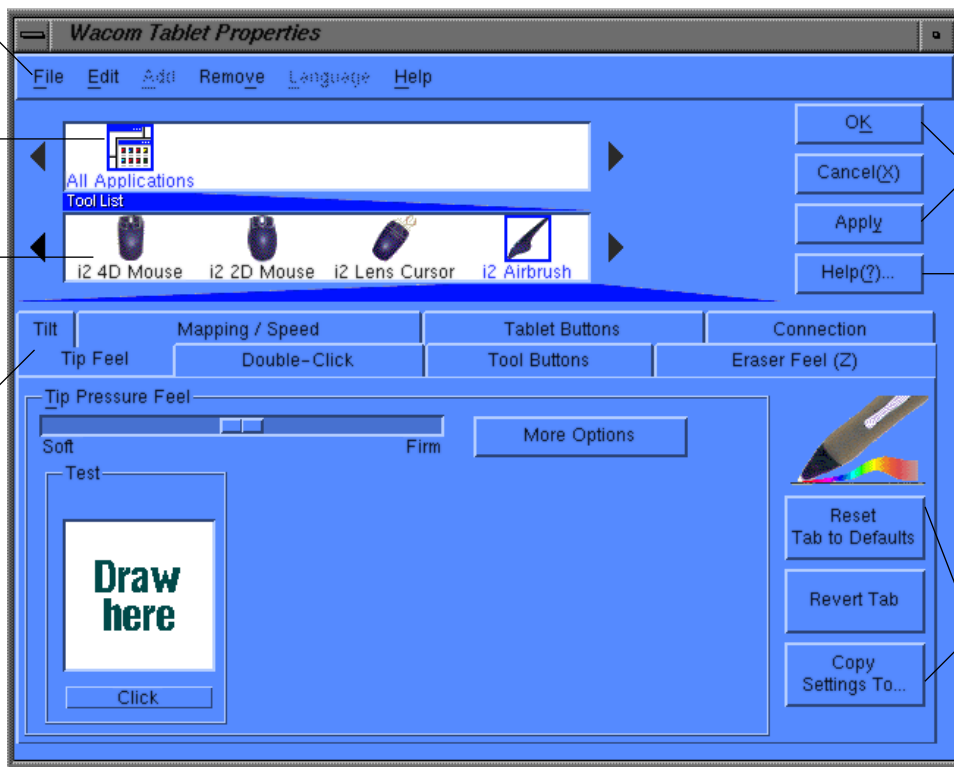 Wacom Tablet Properties
File Edit Add Remove Language Help
All Applications
Tool List
i2 4D Mouse i2 2D Mouse i2 Lens Cursor i2 Airbrush
OK
Cancel(X)
Apply
Help(?)...
Tilt Mapping / Speed Tablet Buttons Connection
Tip Feel Double-Click Tool Buttons Eraser Feel (Z)
Tip Pressure Feel
Soft Firm
More Options
Test
Draw
here
Click
Reset
Tab to Defaults
Revert Tab
Copy
Settings To...